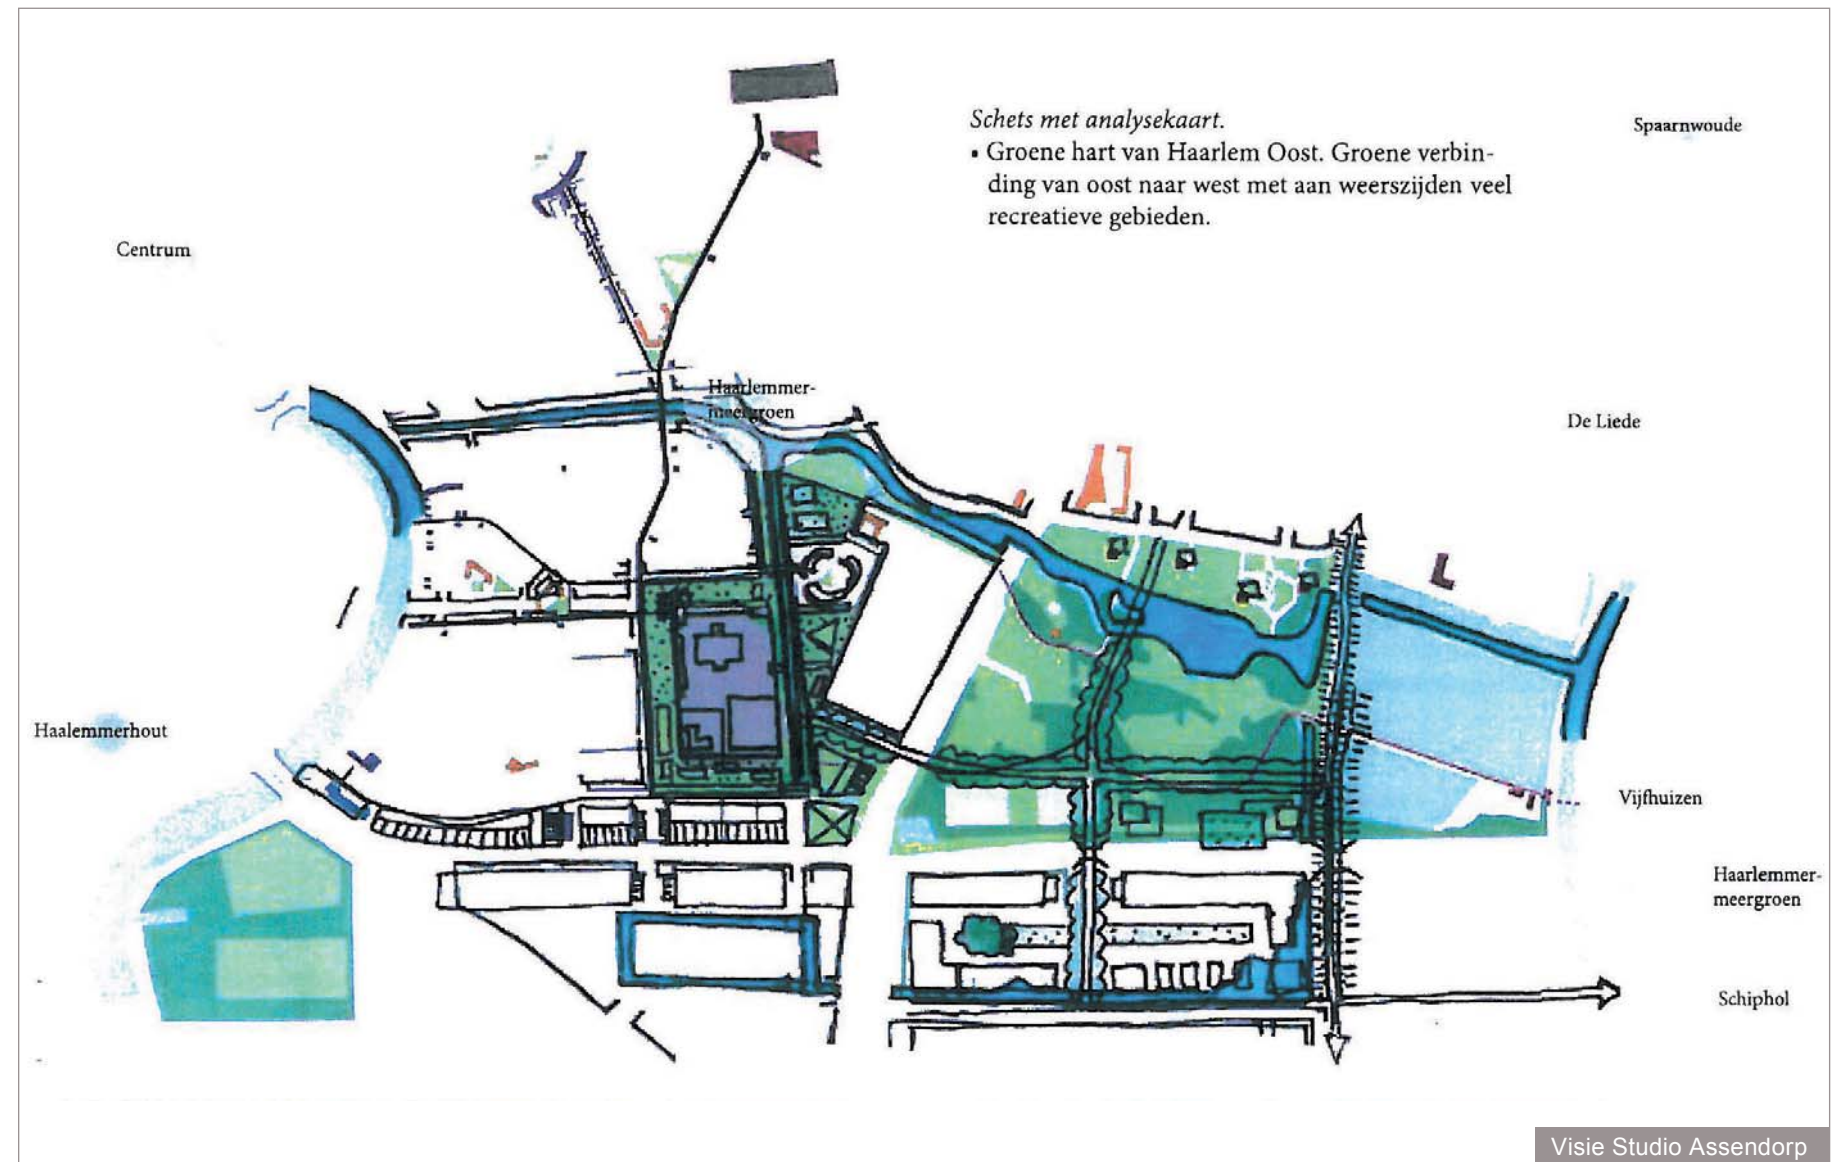 Schets met analysekaart.
▪ Groene hart van Haarlem Oost. Groene verbin-
ding van oost naar west met aan weerszijden veel
recreatieve gebieden.
Spaarnwoude
Centrum
Haarlemmer-
meergroen
De Liede
Haalemmerhout
Vijfhuizen
Haarlemmer-
meergroen
Schiphol
Visie Studio Assendorp